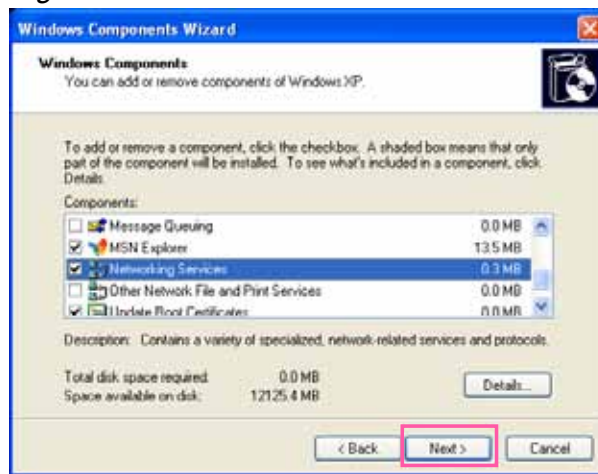 Windows Components Wizard
Windows Components
You can add or remove components of Windows XP.
To add or remove a component, click the checkbox. A shaded box means that only
part of the component will be installed. To see what's included in a component, click
Details.
Components:
Message Queuing 0.0 MB
MSN Explorer 13.5 MB
Networking Services 0.3 MB
Other Network File and Print Services 0.0 MB
Update Root Certificates 0.0 MB
Description: Contains a variety of specialized, network-related services and protocols.
Total disk space required: 0.0 MB
Space available on disk: 12125.4 MB
Details...
< Back Next > Cancel